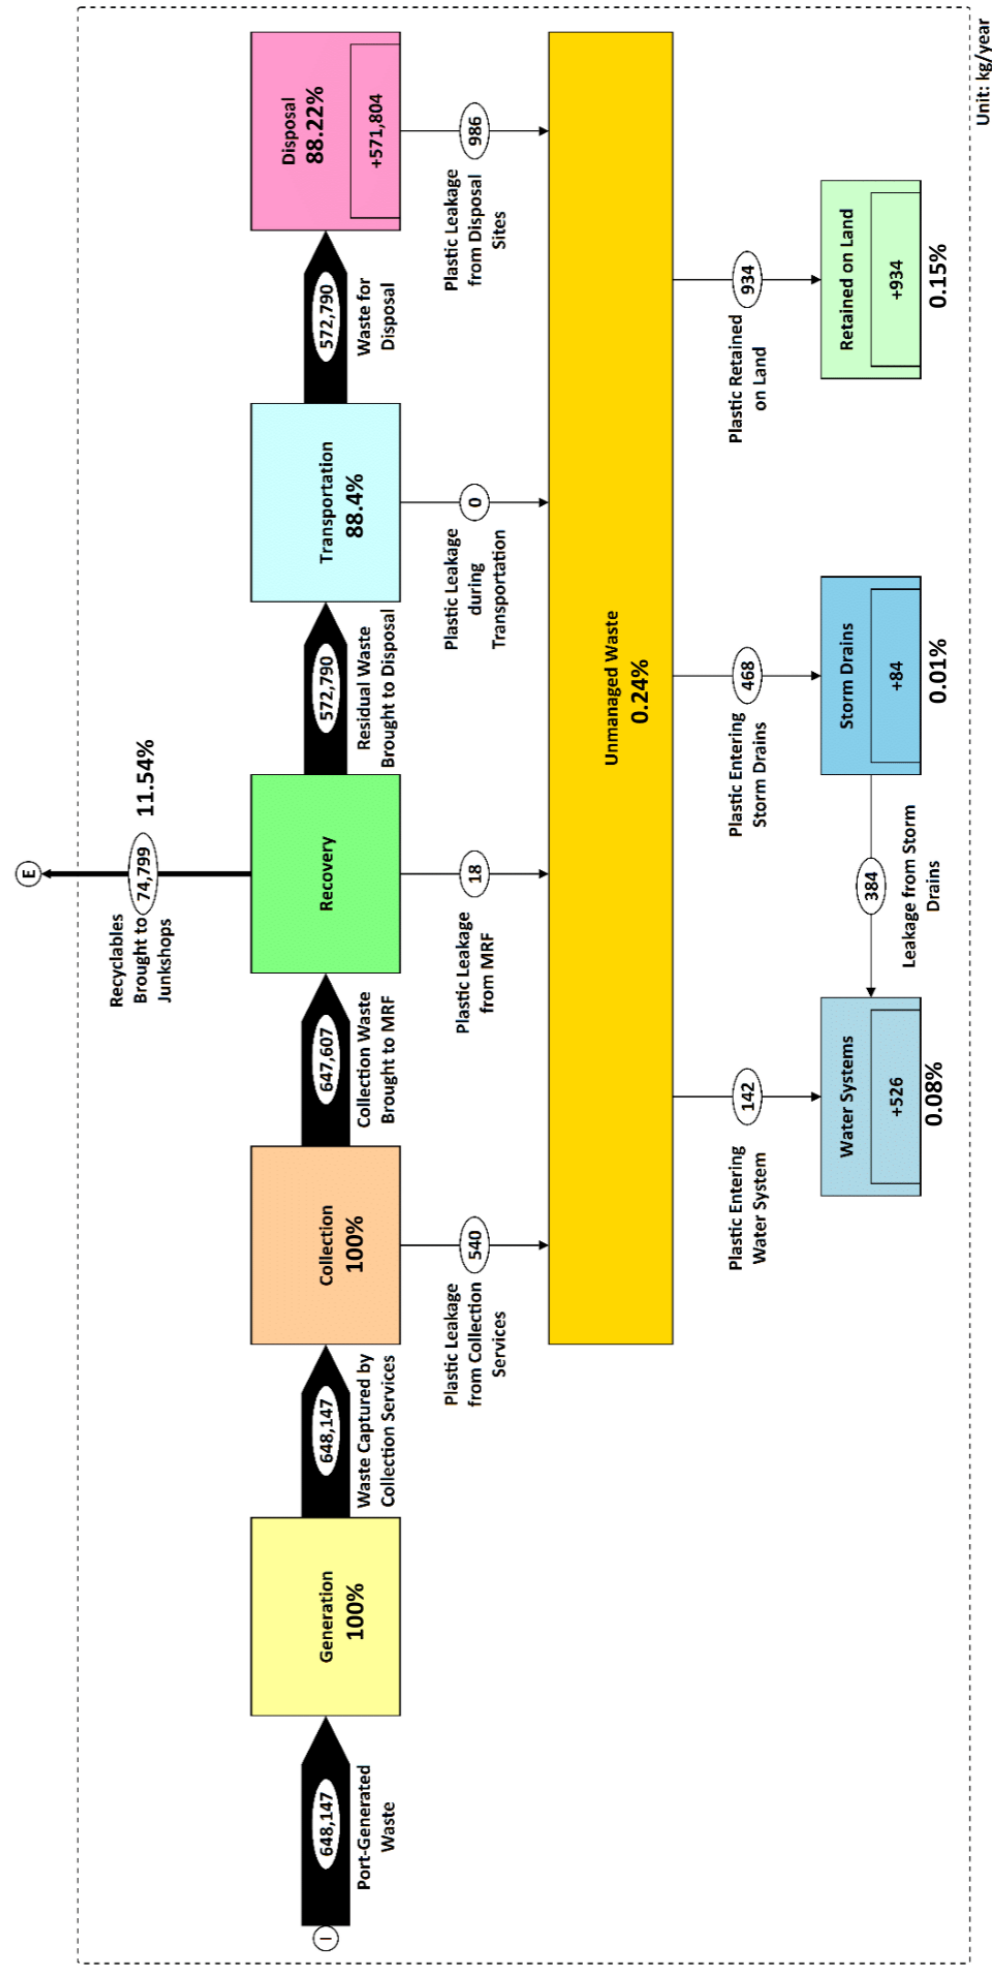 I
648,147
Port-Generated
Waste
Generation
100%
648,147
Waste Captured by
Collection Services
Collection
100%
647,607
Collection Waste
Brought to MRF
Recovery
E
74,799
11.54%
Recyclables
Brought to
Junkshops
572,790
Residual Waste
Brought to Disposal
Transportation
88.4%
572,790
Waste for
Disposal
Disposal
88.22%
+571,804
Plastic Leakage
from Collection
Services
540
Plastic Leakage
from MRF
18
Plastic Leakage
during
Transportation
0
Plastic Leakage
from Disposal
Sites
986
Unmanaged Waste
0.24%
Plastic Entering
Water System
142
Plastic Entering
Storm Drains
468
Plastic Retained
on Land
934
Water Systems
+526
0.08%
384
Leakage from Storm
Drains
Storm Drains
+84
0.01%
Retained on Land
+934
0.15%
Unit: kg/year